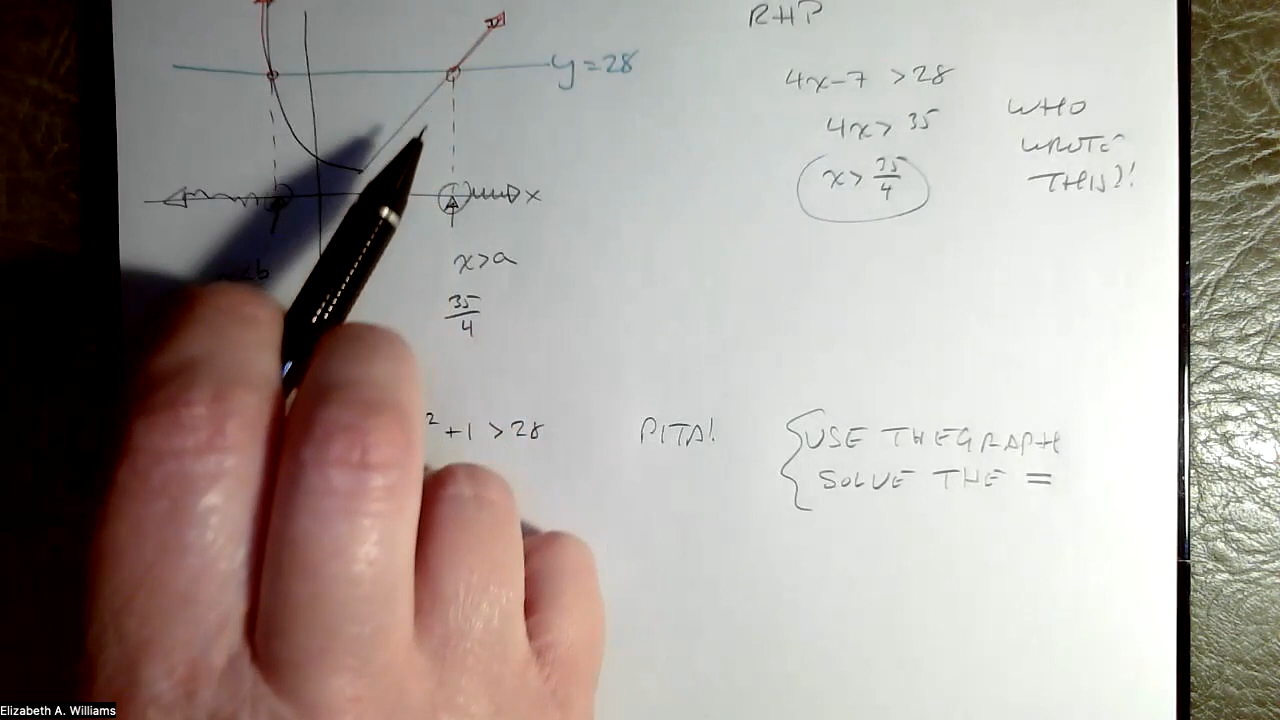 RHP
y=28
4x-7 >28
4x> 35
x> 35/4
WHO
WROTE
THIS?!
x
x>a
35/4
2 +1 >28
PITA!
USE THE GRAPH
SOLVE THE =
Elizabeth A. Williams